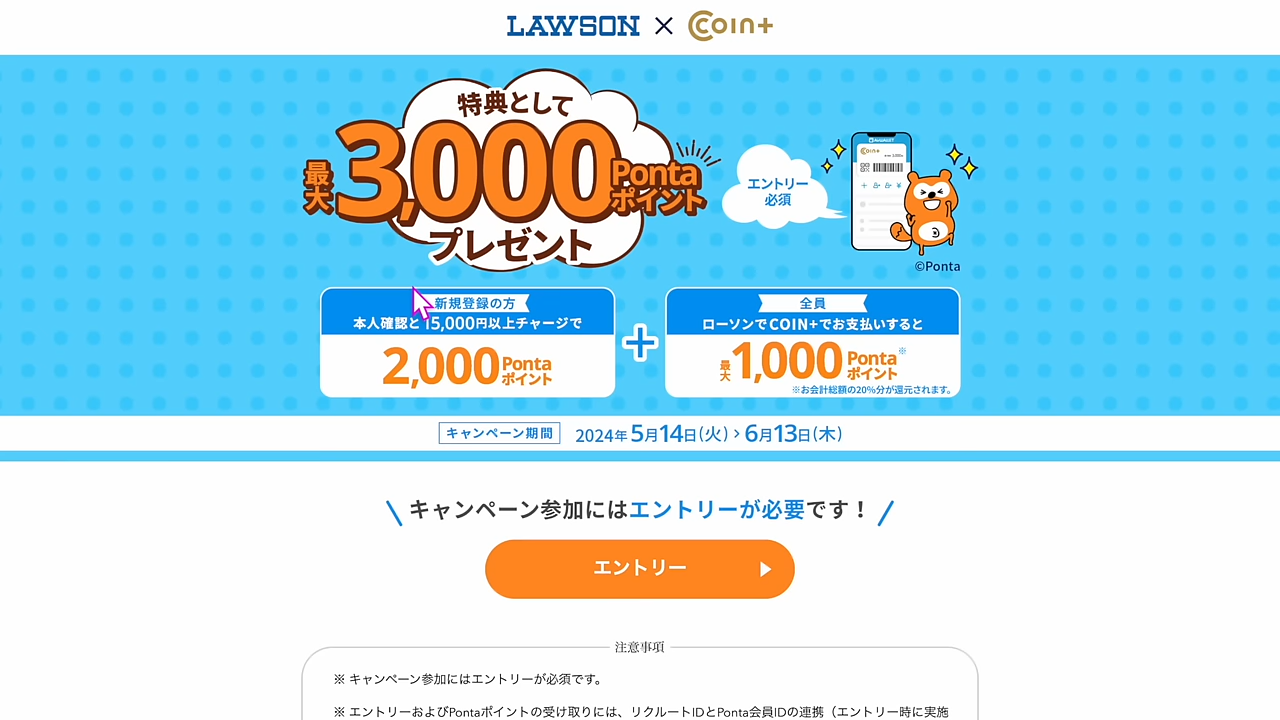 LAWSON × Coin+
特典として
最大3,000Pontaポイント
プレゼント
エントリー
必須
©Ponta
新規登録の方
本人確認と15,000円以上チャージで
2,000Pontaポイント
+
全員
ローソンでCOIN+でお支払いすると
最大1,000Pontaポイント※
※お会計総額の20%分が還元されます。
キャンペーン期間 2024年5月14日(火)>6月13日(木)
\ キャンペーン参加にはエントリーが必要です！ /
エントリー
注意事項
※ キャンペーン参加にはエントリーが必須です。
※ エントリーおよびPontaポイントの受け取りには、リクルートIDとPonta会員IDの連携（エントリー時に実施